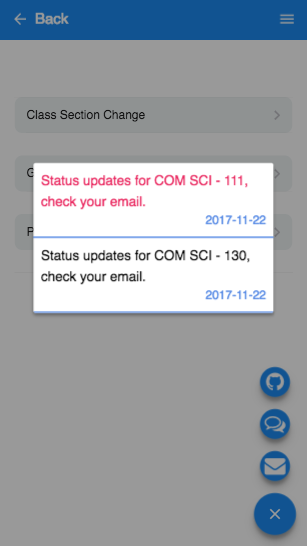 Back
Class Section Change
G
Status updates for COM SCI - 111,
check your email.
2017-11-22
P
Status updates for COM SCI - 130,
check your email.
2017-11-22